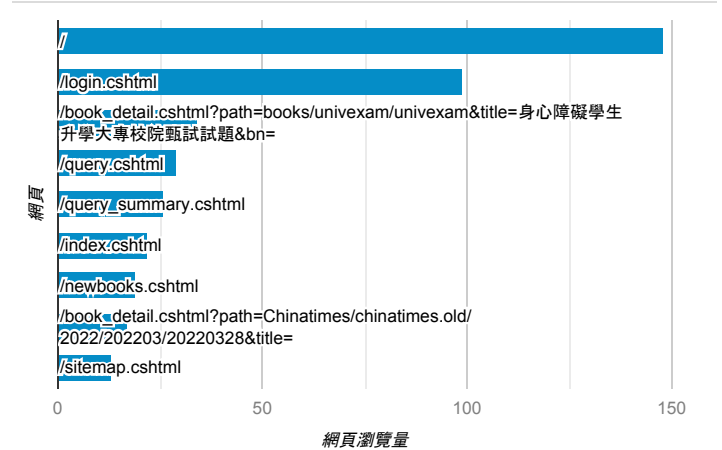 /
/login.cshtml
/book_detail.cshtml?path=books/univexam/univexam&title=身心障礙學生
升學大專校院甄試試題&bn=
/query.cshtml
/query_summary.cshtml
/index.cshtml
/newbooks.cshtml
/book_detail.cshtml?path=Chinatimes/chinatimes.old/
2022/202203/20220328&title=
/sitemap.cshtml
網頁
0 50 100 150
網頁瀏覽量